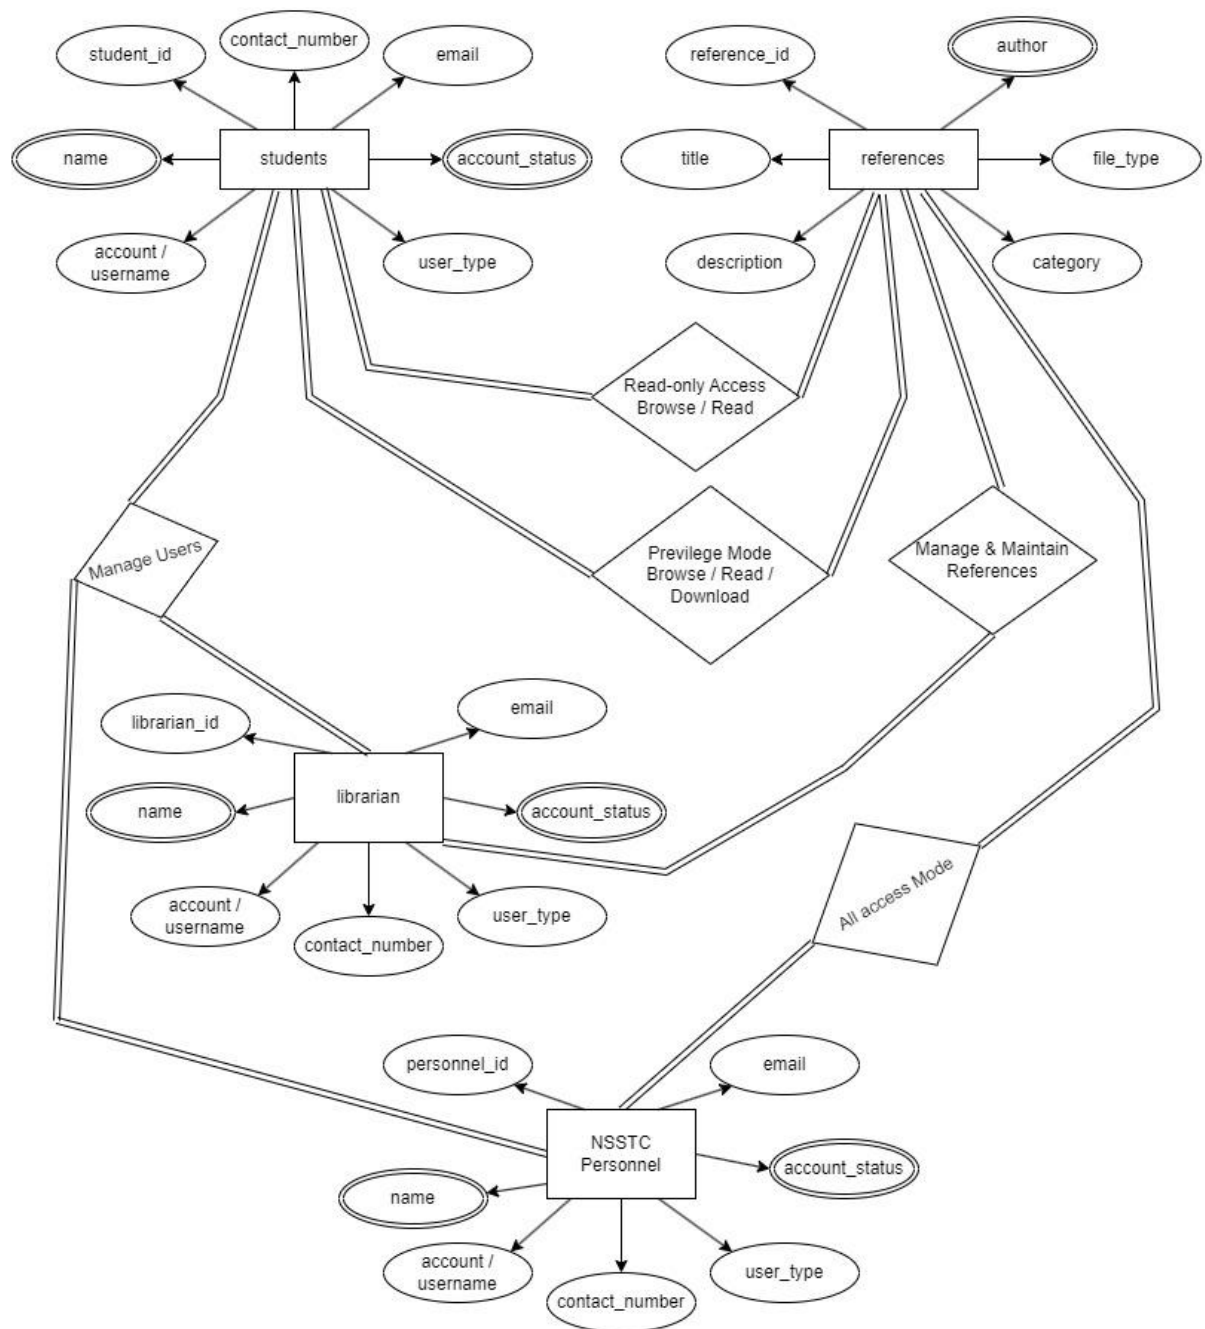 contact_number
student_id
email
name
students
account_status
account /
username
user_type
author
reference_id
title
references
file_type
description
category
Read-only Access
Browse / Read
Manage Users
Previlege Mode
Browse / Read /
Download
Manage & Maintain
References
librarian_id
email
librarian
name
account_status
account /
username
user_type
contact_number
All access Mode
personnel_id
email
NSSTC
Personnel
account_status
name
account /
username
user_type
contact_number